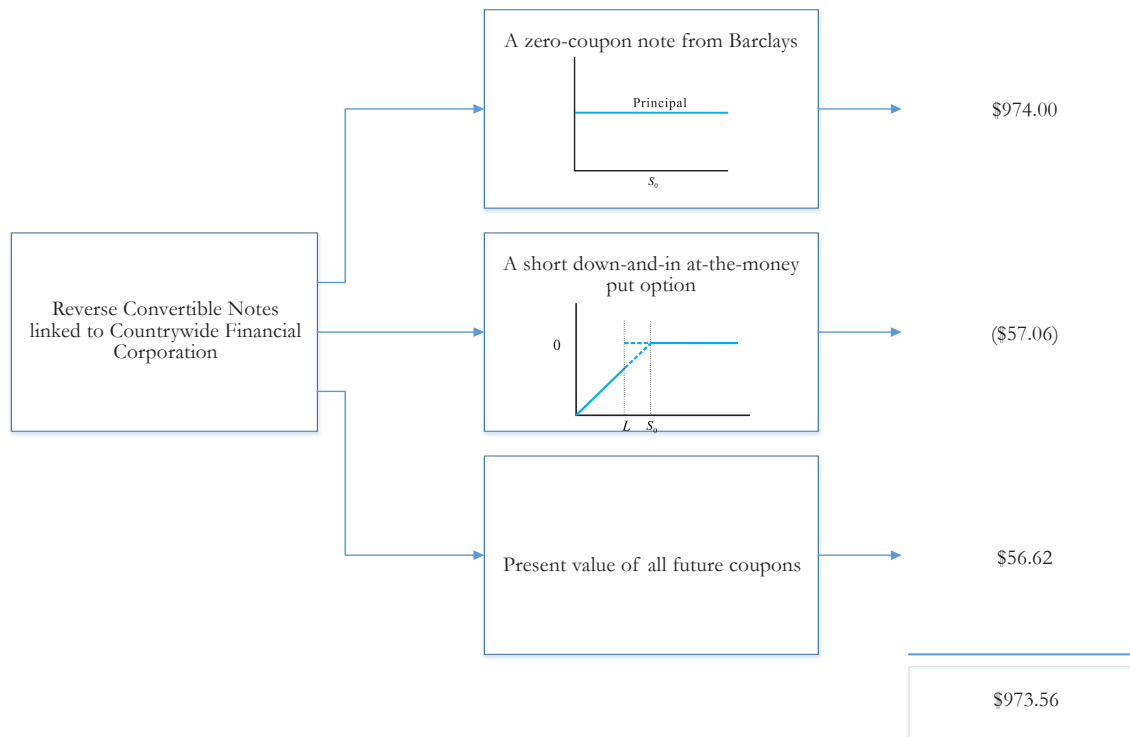 A zero-coupon note from Barclays
Principal
S₀
$974.00
Reverse Convertible Notes
linked to Countrywide Financial
Corporation
A short down-and-in at-the-money
put option
0
L S₀
($57.06)
Present value of all future coupons
$56.62
$973.56